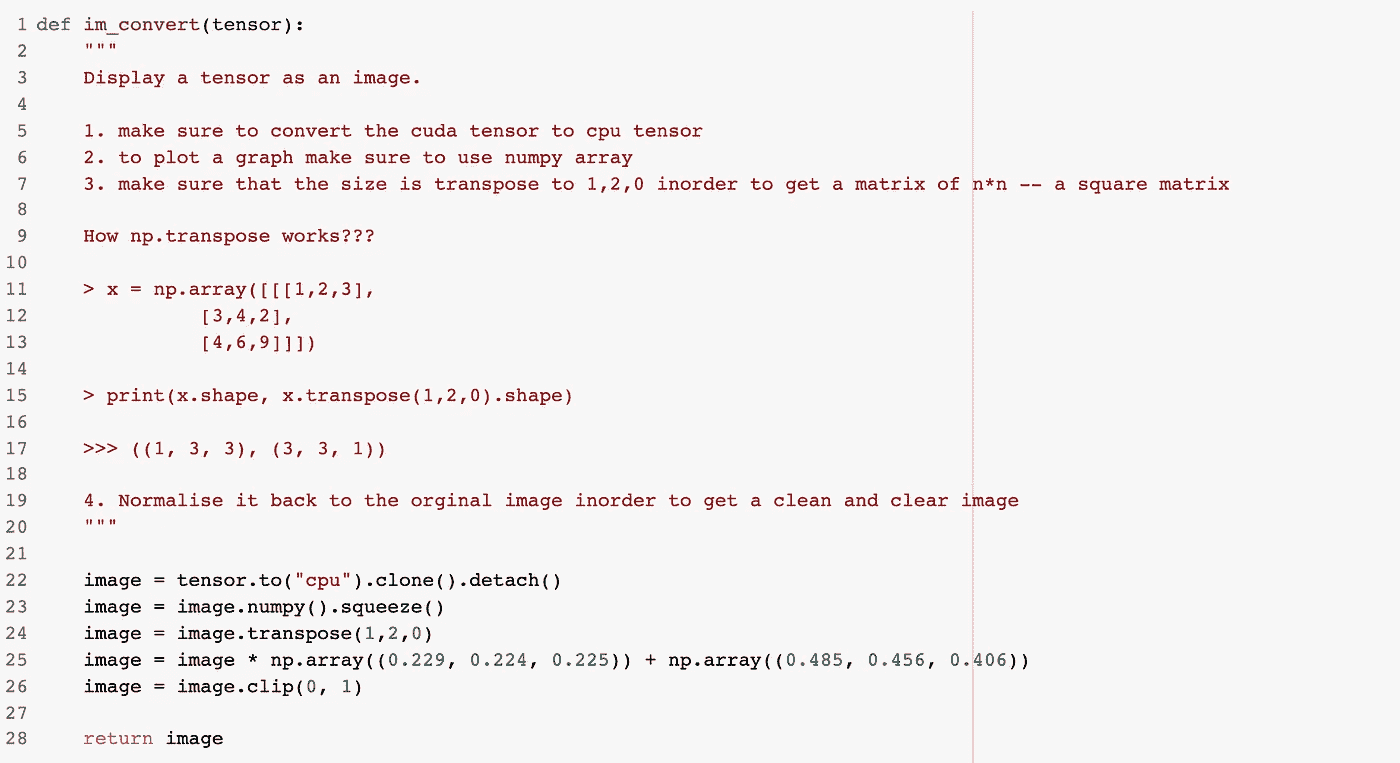 1 def im_convert(tensor):
2     """
3     Display a tensor as an image.
4
5     1. make sure to convert the cuda tensor to cpu tensor
6     2. to plot a graph make sure to use numpy array
7     3. make sure that the size is transpose to 1,2,0 inorder to get a matrix of n*n -- a square matrix
8
9     How np.transpose works???
10
11     > x = np.array([[[1,2,3],
12               [3,4,2],
13               [4,6,9]]])
14
15     > print(x.shape, x.transpose(1,2,0).shape)
16
17     >>> ((1, 3, 3), (3, 3, 1))
18
19     4. Normalise it back to the orginal image inorder to get a clean and clear image
20     """
21
22     image = tensor.to("cpu").clone().detach()
23     image = image.numpy().squeeze()
24     image = image.transpose(1,2,0)
25     image = image * np.array((0.229, 0.224, 0.225)) + np.array((0.485, 0.456, 0.406))
26     image = image.clip(0, 1)
27
28     return image